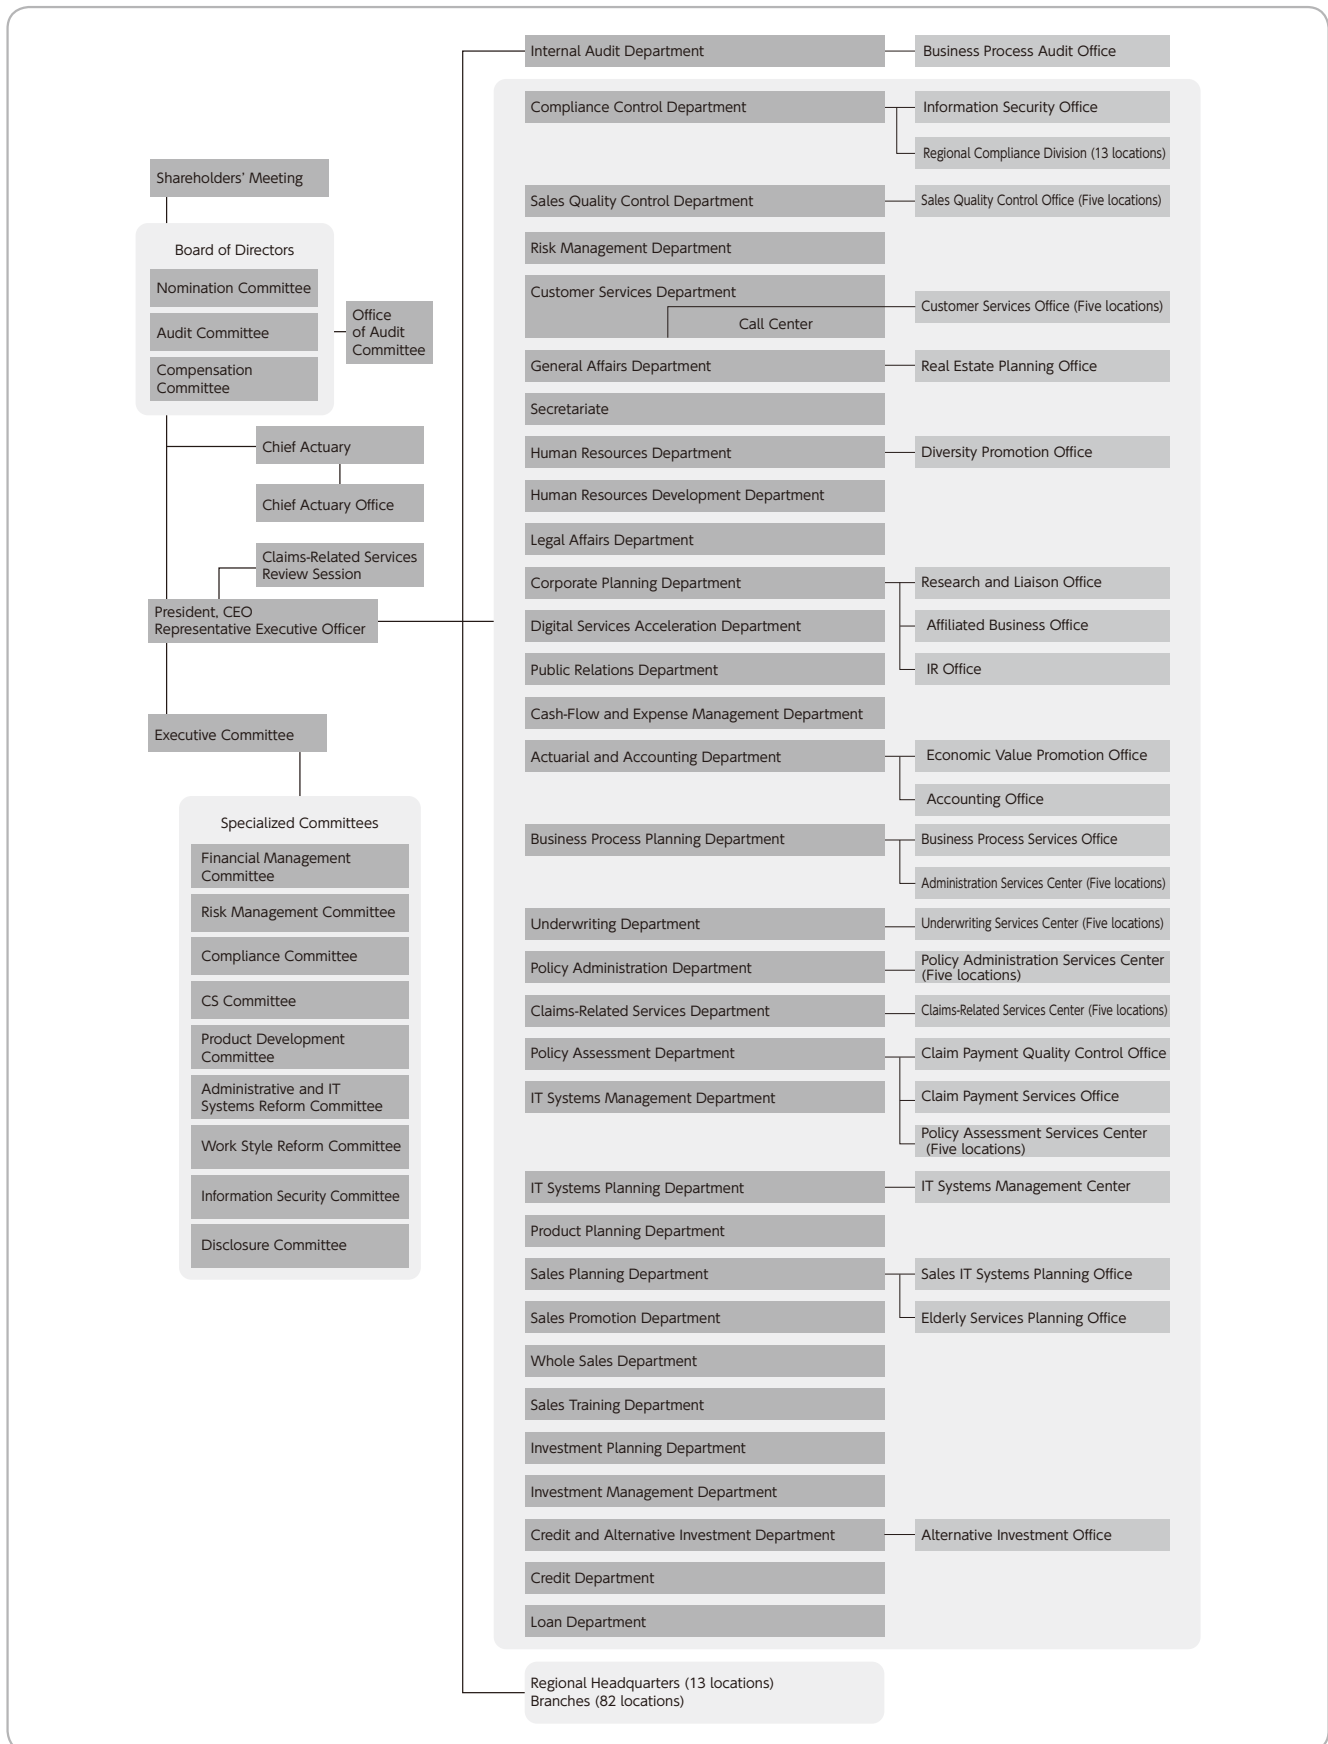 Shareholders' Meeting
Board of Directors
Nomination Committee
Audit Committee
Compensation
Committee
Office
of Audit
Committee
Chief Actuary
Chief Actuary Office
Claims-Related Services
Review Session
President, CEO
Representative Executive Officer
Executive Committee
Specialized Committees
Financial Management
Committee
Risk Management Committee
Compliance Committee
CS Committee
Product Development
Committee
Administrative and IT
Systems Reform Committee
Work Style Reform Committee
Information Security Committee
Disclosure Committee
Internal Audit Department
Business Process Audit Office
Compliance Control Department
Information Security Office
Regional Compliance Division (13 locations)
Sales Quality Control Department
Sales Quality Control Office (Five locations)
Risk Management Department
Customer Services Department
Call Center
Customer Services Office (Five locations)
General Affairs Department
Real Estate Planning Office
Secretariate
Human Resources Department
Diversity Promotion Office
Human Resources Development Department
Legal Affairs Department
Corporate Planning Department
Research and Liaison Office
Digital Services Acceleration Department
Affiliated Business Office
Public Relations Department
IR Office
Cash-Flow and Expense Management Department
Actuarial and Accounting Department
Economic Value Promotion Office
Accounting Office
Business Process Planning Department
Business Process Services Office
Administration Services Center (Five locations)
Underwriting Department
Underwriting Services Center (Five locations)
Policy Administration Department
Policy Administration Services Center
(Five locations)
Claims-Related Services Department
Claims-Related Services Center (Five locations)
Policy Assessment Department
Claim Payment Quality Control Office
IT Systems Management Department
Claim Payment Services Office
Policy Assessment Services Center
(Five locations)
IT Systems Planning Department
IT Systems Management Center
Product Planning Department
Sales Planning Department
Sales IT Systems Planning Office
Sales Promotion Department
Elderly Services Planning Office
Whole Sales Department
Sales Training Department
Investment Planning Department
Investment Management Department
Credit and Alternative Investment Department
Alternative Investment Office
Credit Department
Loan Department
Regional Headquarters (13 locations)
Branches (82 locations)